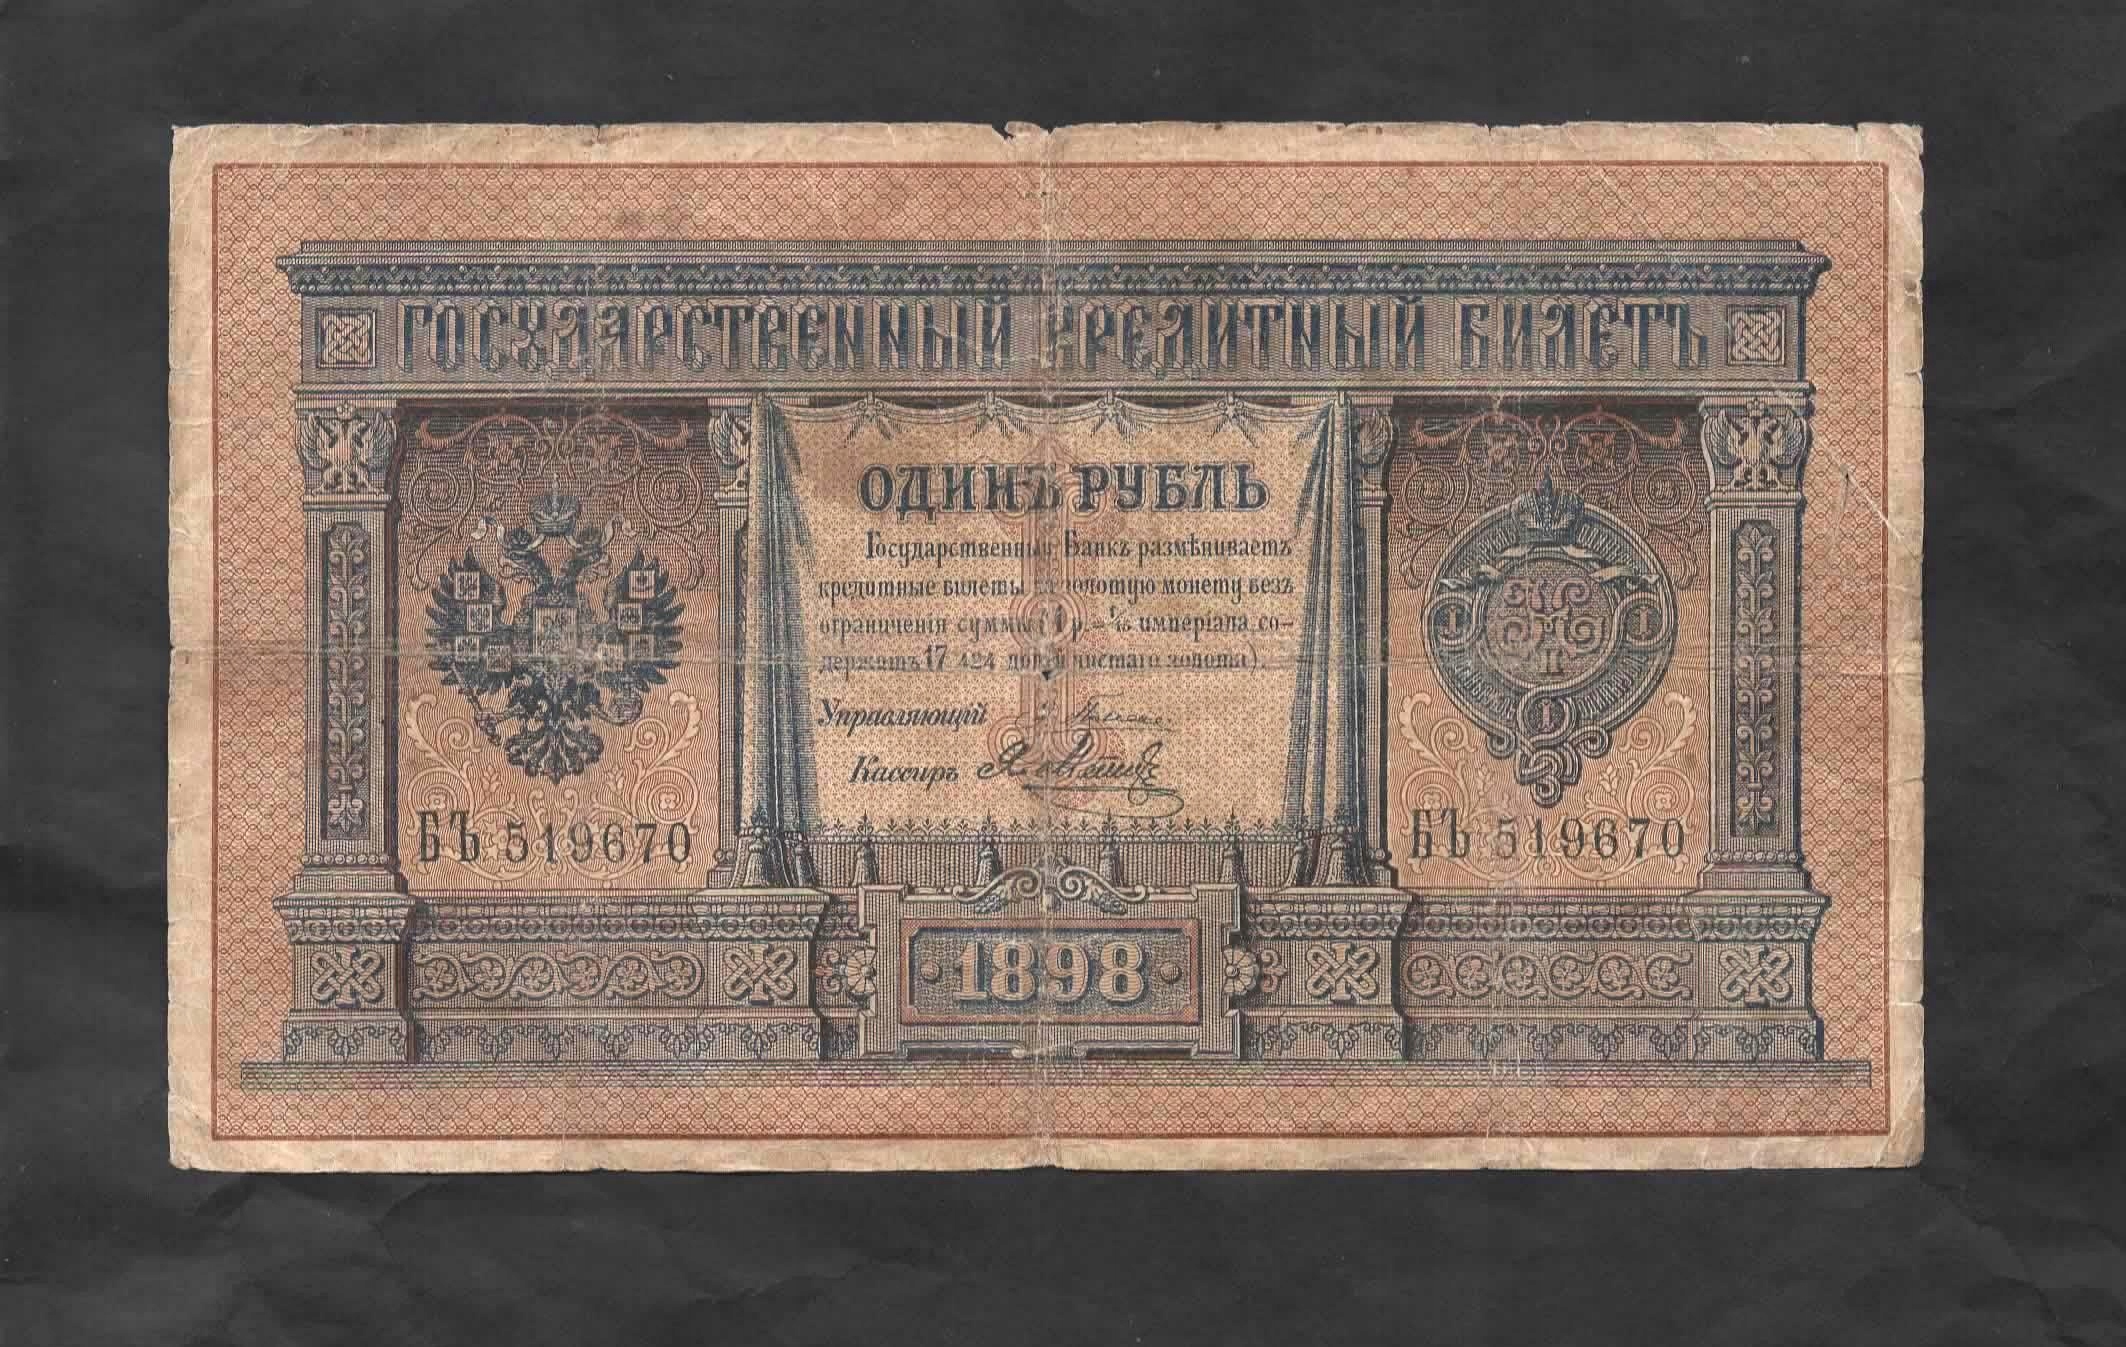 ГОСУДАРСТВЕННЫЙ КРЕДИТНЫЙ БИЛЕТЪ
ОДИНЪ РУБЛЬ
Государственный Банкъ размѣниваетъ
кредитные билеты на золотую монету безъ
ограниченія суммы (1 р. = 1/15 имперіала, со-
держитъ 17,424 долей чистаго золота).
Управляющій
Кассиръ
БЪ 519670
БЪ 519670
1898